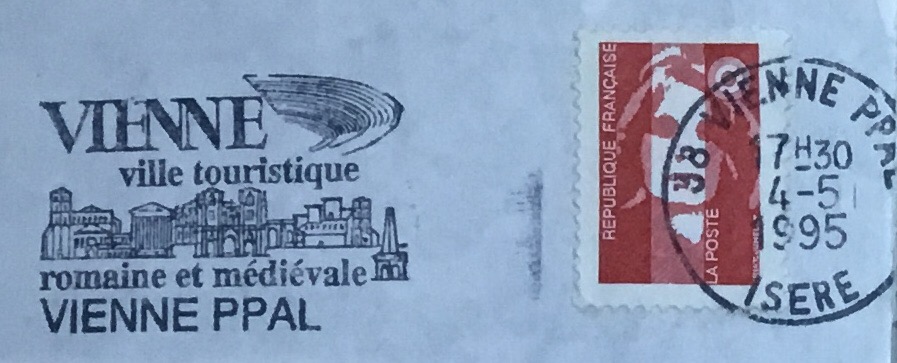 VIENNE
ville touristique
romaine et médiévale
VIENNE PPAL
REPUBLIQUE FRANÇAISE
LA POSTE
38 VIENNE PPAL
17H30
4-5
1995
ISERE